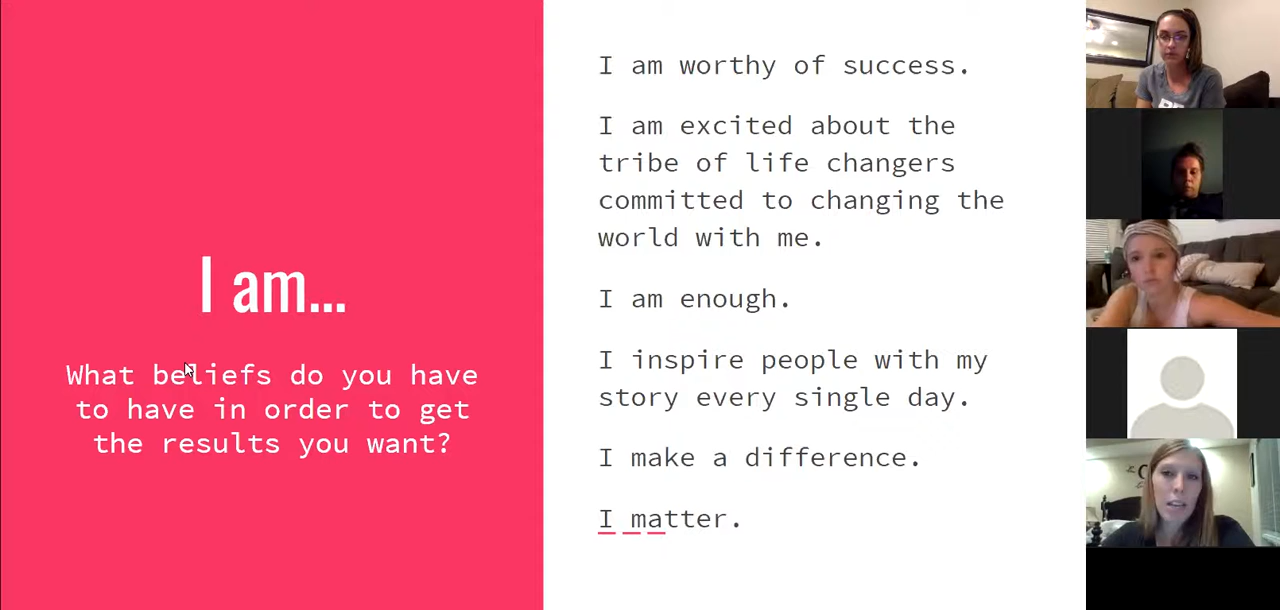 I am...
What beliefs do you have
to have in order to get
the results you want?
I am worthy of success.
I am excited about the
tribe of life changers
committed to changing the
world with me.
I am enough.
I inspire people with my
story every single day.
I make a difference.
I matter.